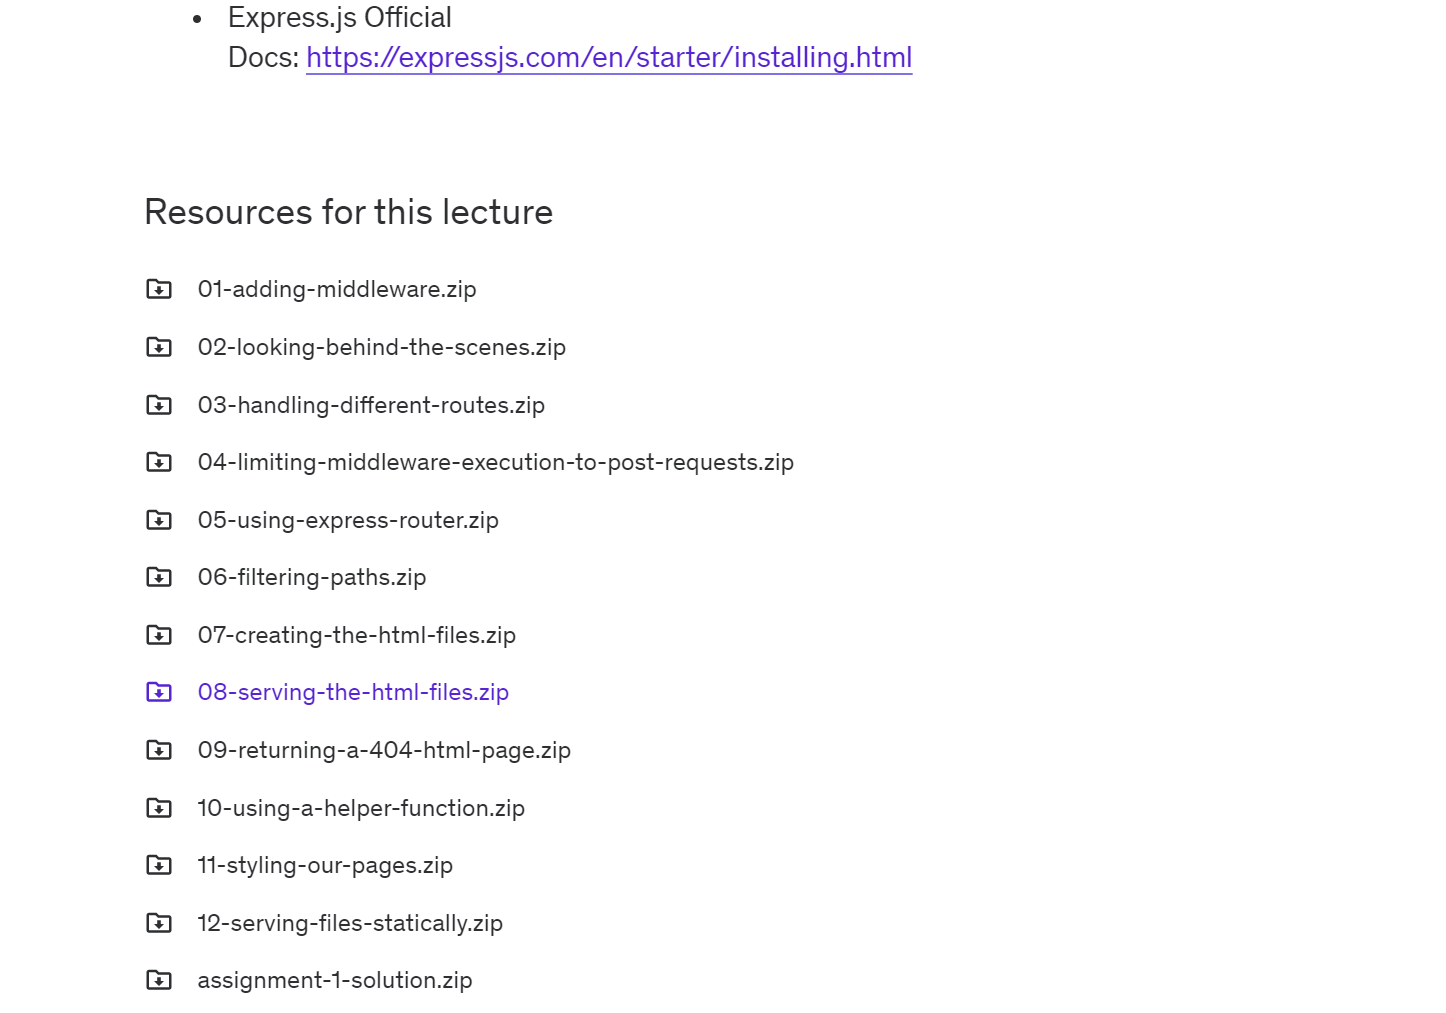 Express.js Official
Docs: https://expressjs.com/en/starter/installing.html
Resources for this lecture
01-adding-middleware.zip
02-looking-behind-the-scenes.zip
03-handling-different-routes.zip
04-limiting-middleware-execution-to-post-requests.zip
05-using-express-router.zip
06-filtering-paths.zip
07-creating-the-html-files.zip
08-serving-the-html-files.zip
09-returning-a-404-html-page.zip
10-using-a-helper-function.zip
11-styling-our-pages.zip
12-serving-files-statically.zip
assignment-1-solution.zip